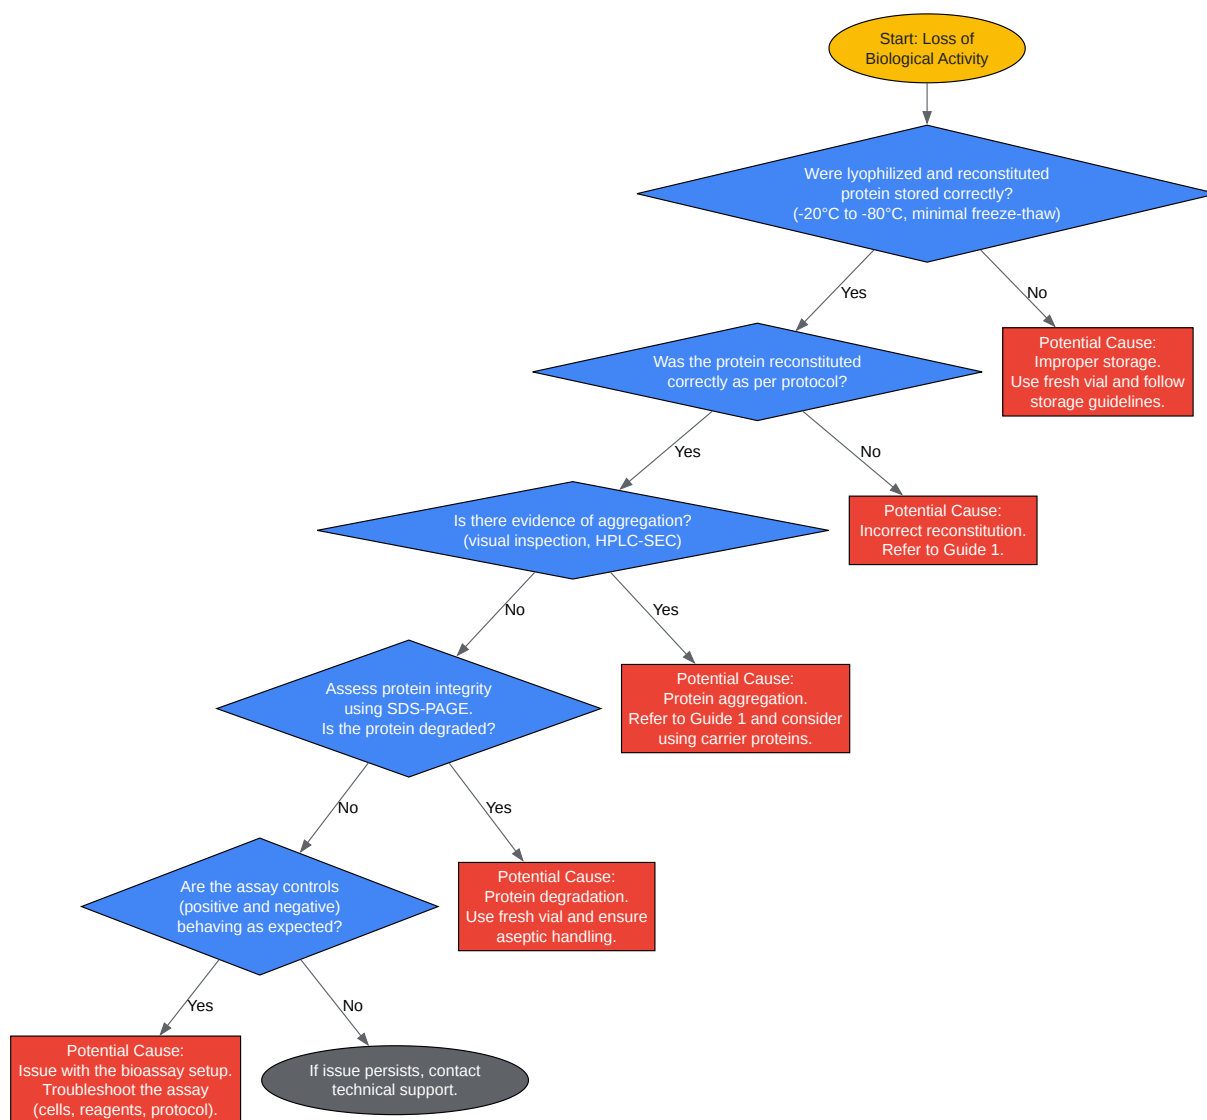 Start: Loss of
Biological Activity
Were lyophilized and reconstituted
protein stored correctly?
(-20°C to -80°C, minimal freeze-thaw)
Yes
No
Was the protein reconstituted
correctly as per protocol?
Potential Cause:
Improper storage.
Use fresh vial and follow
storage guidelines.
Yes
No
Is there evidence of aggregation?
(visual inspection, HPLC-SEC)
Potential Cause:
Incorrect reconstitution.
Refer to Guide 1.
No
Yes
Assess protein integrity
using SDS-PAGE.
Is the protein degraded?
Potential Cause:
Protein aggregation.
Refer to Guide 1 and consider
using carrier proteins.
No
Yes
Are the assay controls
(positive and negative)
behaving as expected?
Potential Cause:
Protein degradation.
Use fresh vial and ensure
aseptic handling.
Yes
No
Potential Cause:
Issue with the bioassay setup.
Troubleshoot the assay
(cells, reagents, protocol).
If issue persists, contact
technical support.